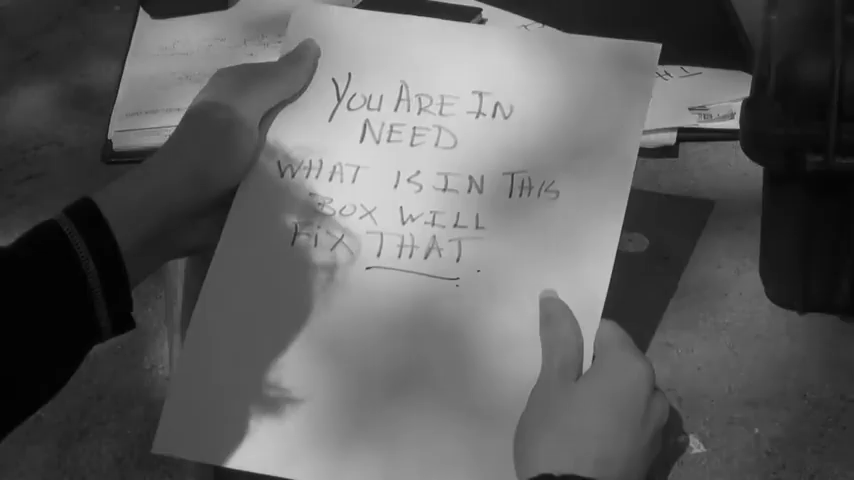 YOU ARE IN
NEED
WHAT IS IN THIS
BOX WILL
FIX THAT.